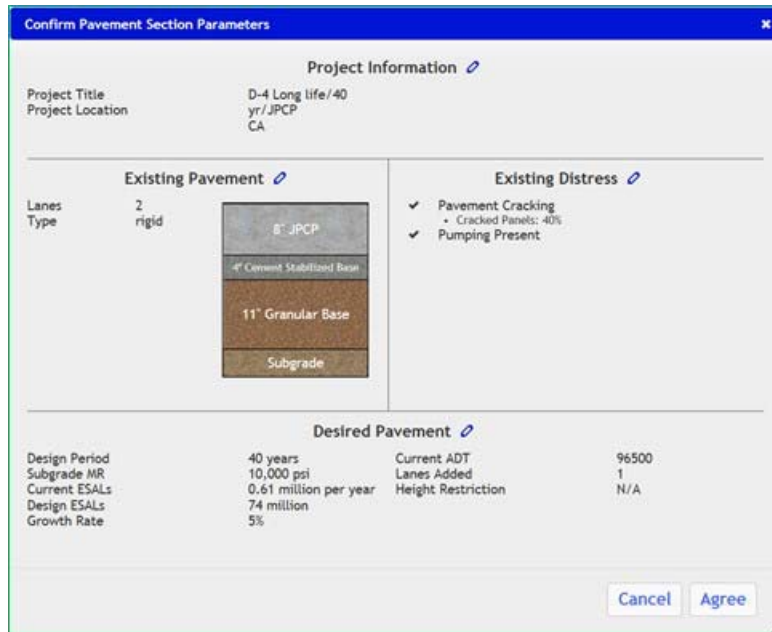 Confirm Pavement Section Parameters
Project Information
Project Title D-4 Long life/40
Project Location yr/JPCP
CA
Existing Pavement
Lanes 2
Type rigid
8" JPCP
4" Cement Stabilized Base
11" Granular Base
Subgrade
Existing Distress
Pavement Cracking
• Cracked Panels: 40%
Pumping Present
Desired Pavement
Design Period 40 years Current ADT 96500
Subgrade MR 10,000 psi Lanes Added 1
Current ESALs 0.61 million per year Height Restriction N/A
Design ESALs 74 million
Growth Rate 5%
Cancel Agree